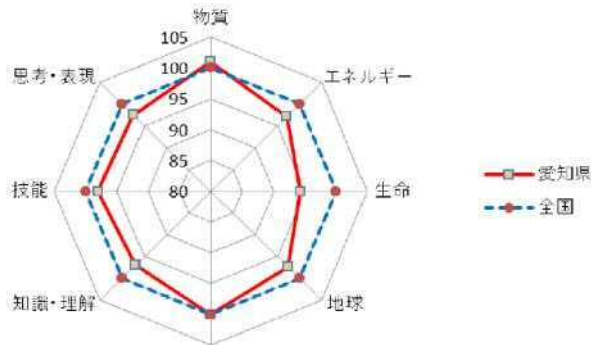 物質
105
100
95
90
85
80
思考・表現
エネルギー
技能
生命
知識・理解
地球
愛知県
全国